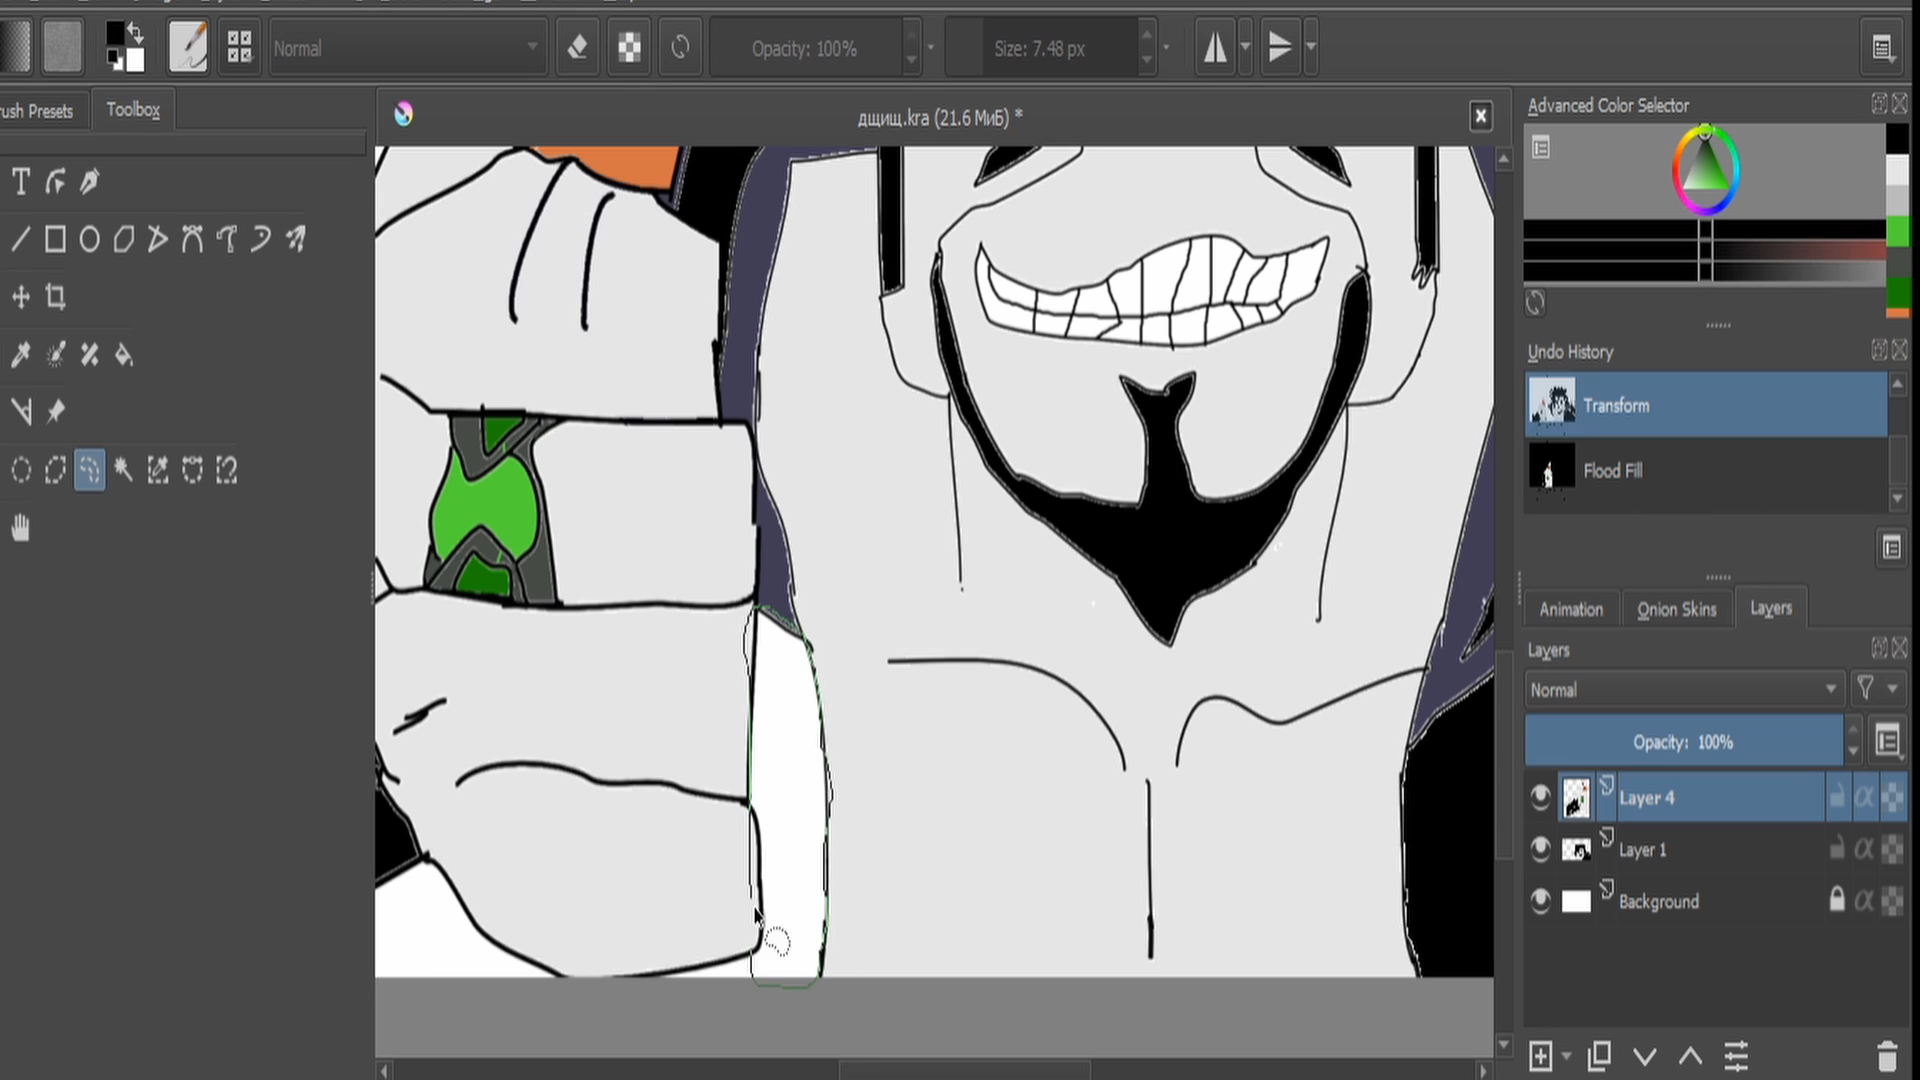 Normal
Opacity: 100%
Size: 7.48 px
rush Presets
Toolbox
дщищ.kra (21.6 МиБ) *
Advanced Color Selector
Undo History
Transform
Flood Fill
Animation
Onion Skins
Layers
Layers
Normal
Opacity: 100%
Layer 4
Layer 1
Background